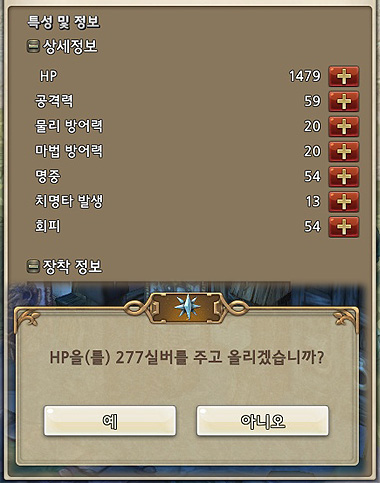 특성 및 정보
상세정보
HP 1479
공격력 59
물리 방어력 20
마법 방어력 20
명중 54
치명타 발생 13
회피 54
장착 정보
HP을(를) 277실버를 주고 올리겠습니까?
예 아니오